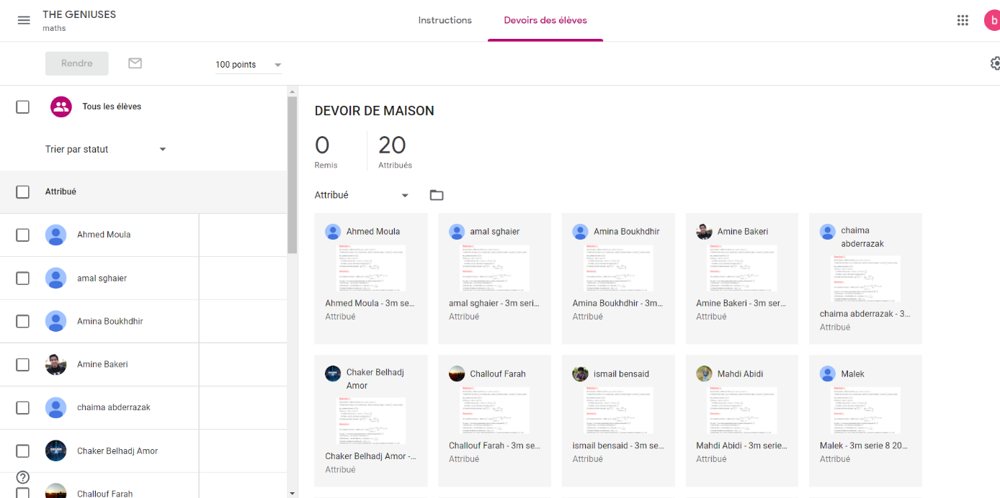 THE GENIUSES
maths
Instructions
Devoirs des élèves
b
Rendre
100 points
Tous les élèves
Trier par statut
Attribué
Ahmed Moula
amal sghaier
Amina Boukhdhir
Amine Bakeri
chaima abderrazak
Chaker Belhadj Amor
Challouf Farah
DEVOIR DE MAISON
0
Remis
20
Attribués
Attribué
Ahmed Moula
Ahmed Moula - 3m se...
Attribué
amal sghaier
amal sghaier - 3m seri...
Attribué
Amina Boukhdhir
Amina Boukhdhir - 3m...
Attribué
Amine Bakeri
Amine Bakeri - 3m ser...
Attribué
chaima
abderrazak
chaima abderrazak - 3...
Attribué
Chaker Belhadj
Amor
Chaker Belhadj Amor -...
Attribué
Challouf Farah
Challouf Farah - 3m se...
Attribué
ismail bensaid
ismail bensaid - 3m se...
Attribué
Mahdi Abidi
Mahdi Abidi - 3m serie...
Attribué
Malek
Malek - 3m serie 8 20...
Attribué